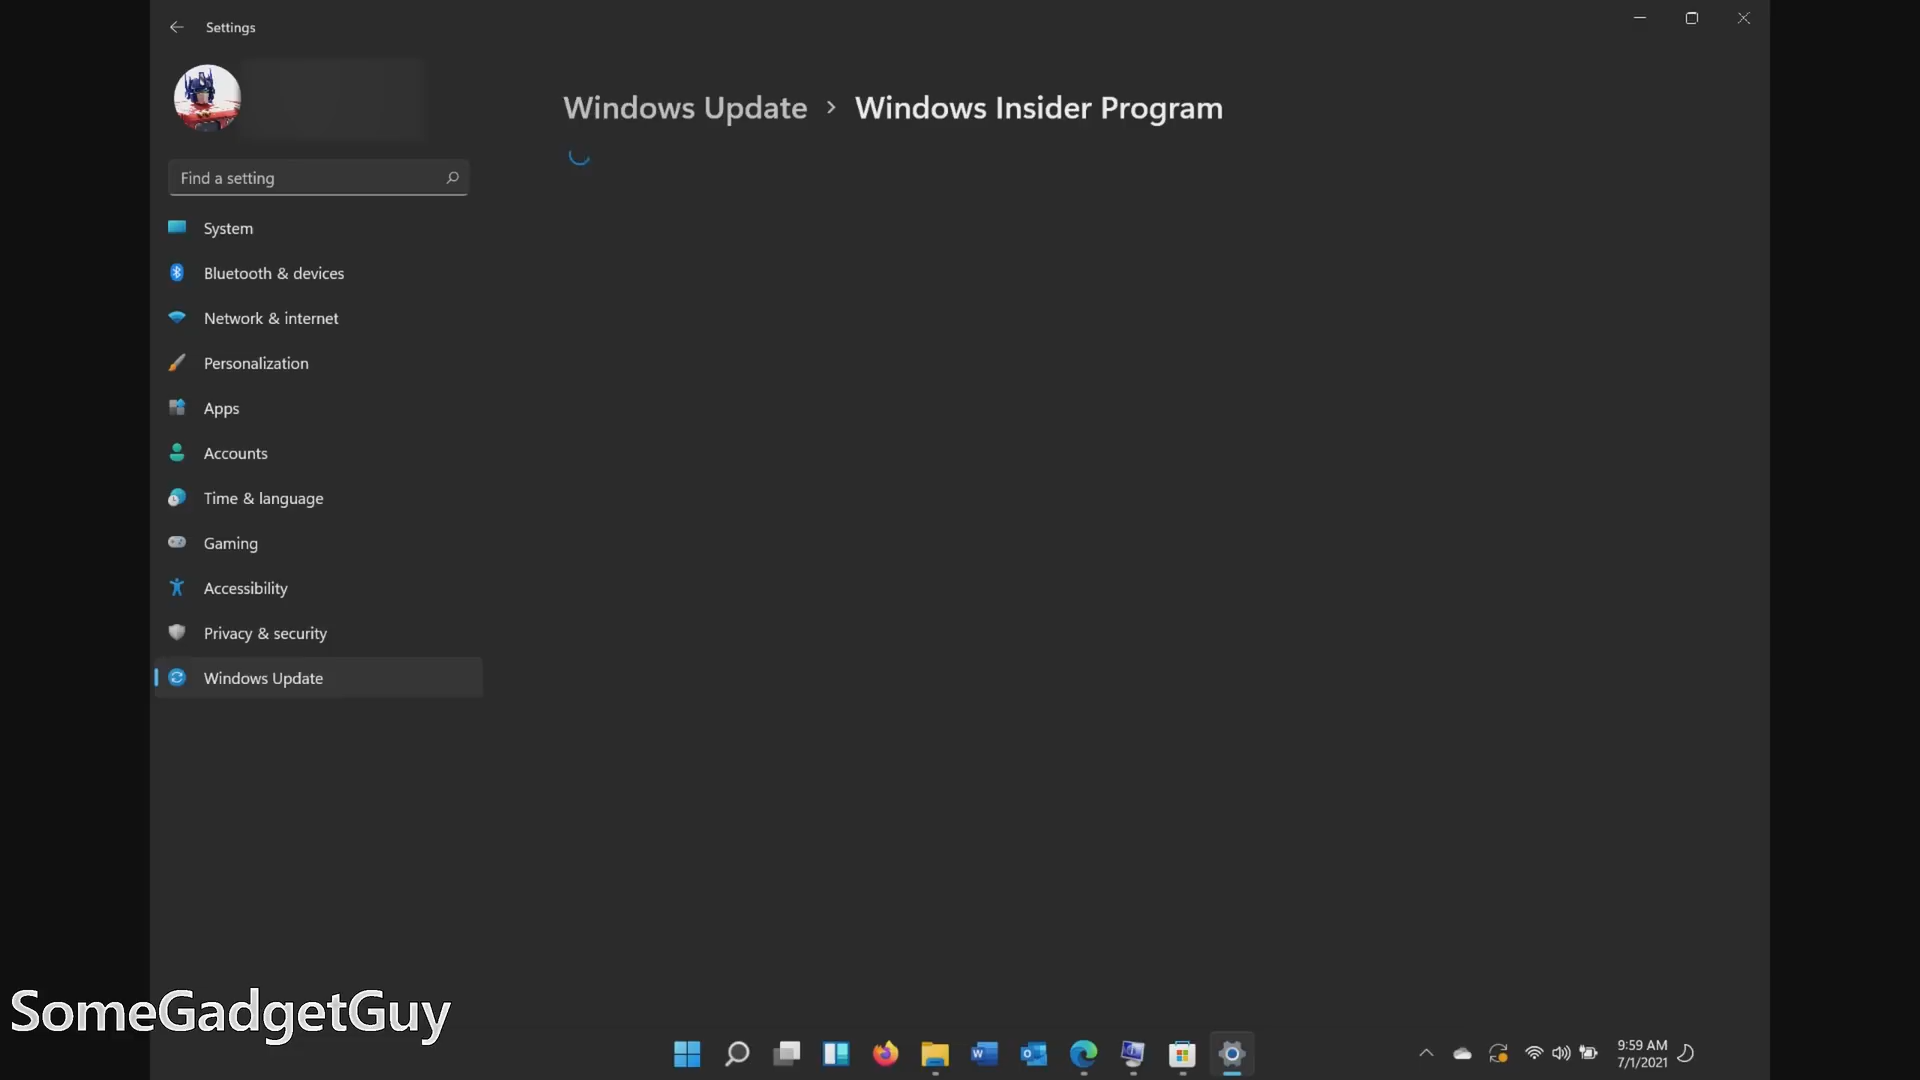 Settings
Windows Update > Windows Insider Program
Find a setting
System
Bluetooth & devices
Network & internet
Personalization
Apps
Accounts
Time & language
Gaming
Accessibility
Privacy & security
Windows Update
SomeGadgetGuy
9:59 AM
7/1/2021